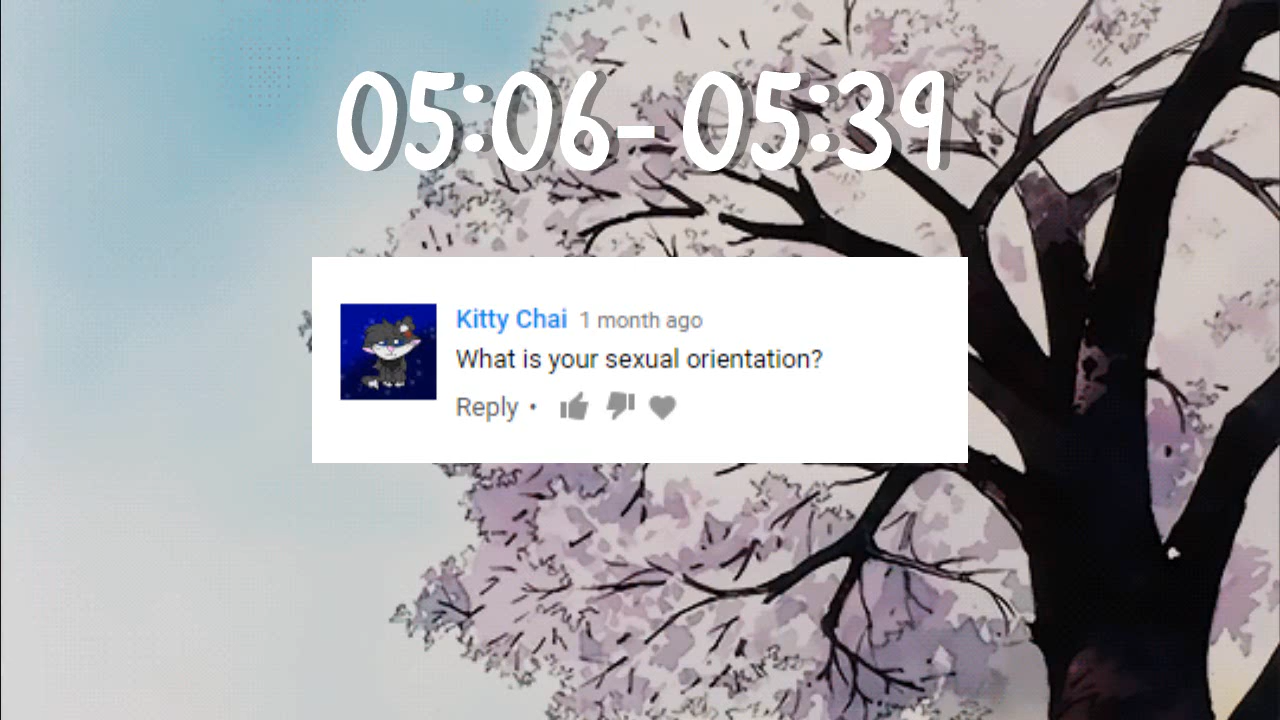 05:06- 05:39
Kitty Chai 1 month ago
What is your sexual orientation?
Reply •